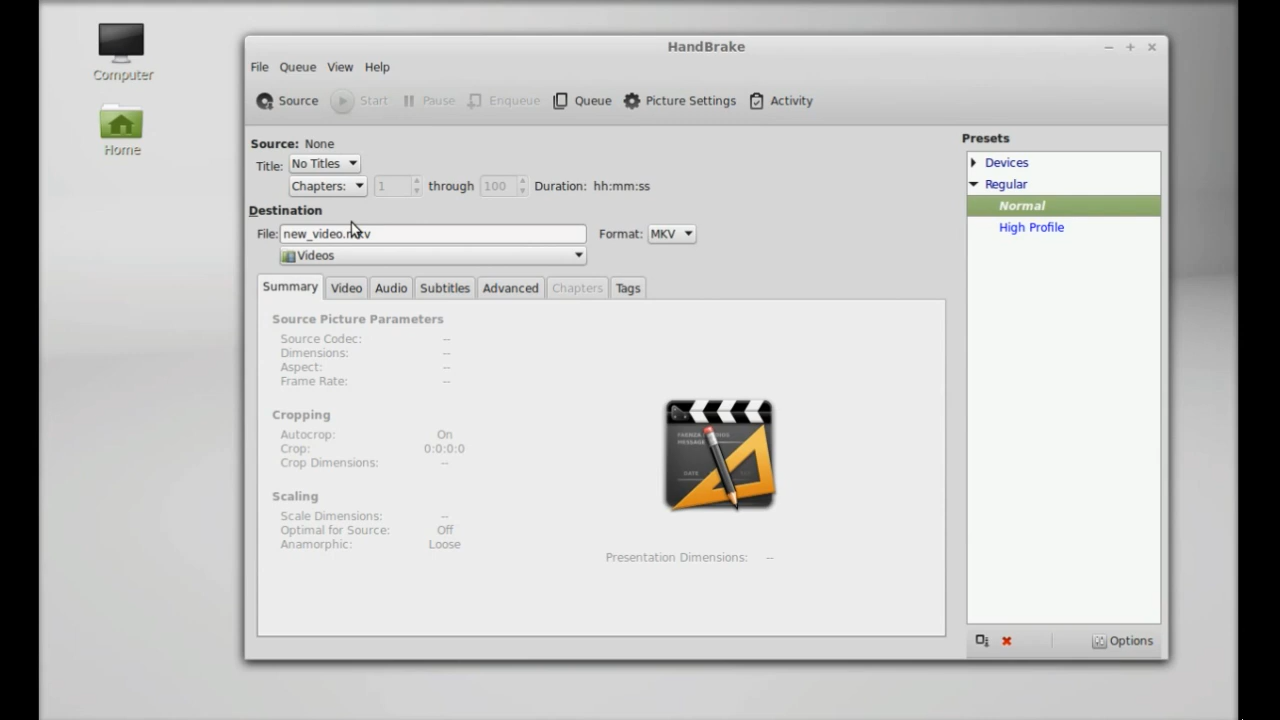 Computer
Home
HandBrake
File Queue View Help
Source Start Pause Enqueue Queue Picture Settings Activity
Source: None
Title: No Titles
Chapters: 1 through 100 Duration: hh:mm:ss
Destination
File: new_video.mkv Format: MKV
Videos
Summary Video Audio Subtitles Advanced Chapters Tags
Source Picture Parameters
Source Codec: --
Dimensions: --
Aspect: --
Frame Rate: --
Cropping
Autocrop: On
Crop: 0:0:0:0
Crop Dimensions: --
Scaling
Scale Dimensions: --
Optimal for Source: Off
Anamorphic: Loose
MESSAGE
DATE
Presentation Dimensions: --
Presets
Devices
Regular
Normal
High Profile
Options